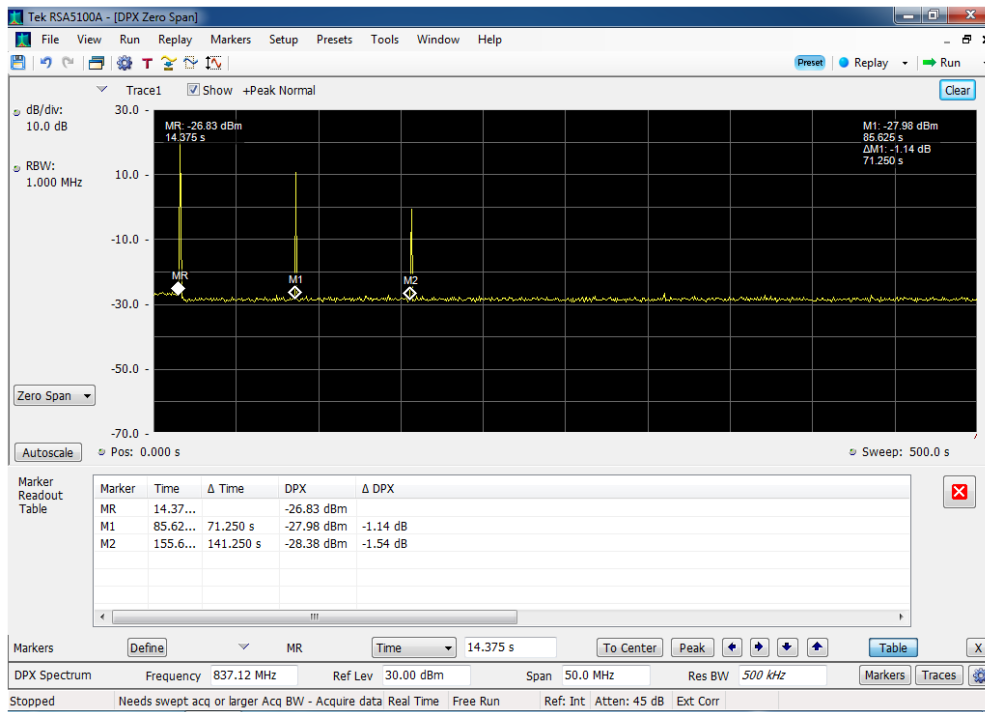 Tek RSA5100A - [DPX Zero Span]
File View Run Replay Markers Setup Presets Tools Window Help
T Preset Replay Run
Trace1 Show +Peak Normal Clear
dB/div:
10.0 dB
RBW:
1.000 MHz
30.0 -
10.0 -
-10.0 -
-30.0 -
-50.0 -
-70.0 -
MR: -26.83 dBm
14.375 s
M1: -27.98 dBm
85.625 s
ΔM1: -1.14 dB
71.250 s
MR
M1
M2
Zero Span
Autoscale Pos: 0.000 s Sweep: 500.0 s
Marker
Readout
Table
Marker Time Δ Time DPX Δ DPX
MR 14.37... -26.83 dBm
M1 85.62... 71.250 s -27.98 dBm -1.14 dB
M2 155.6... 141.250 s -28.38 dBm -1.54 dB
Markers Define MR Time 14.375 s To Center Peak Table X
DPX Spectrum Frequency 837.12 MHz Ref Lev 30.00 dBm Span 50.0 MHz Res BW 500 kHz Markers Traces
Stopped Needs swept acq or larger Acq BW - Acquire data Real Time Free Run Ref: Int Atten: 45 dB Ext Corr